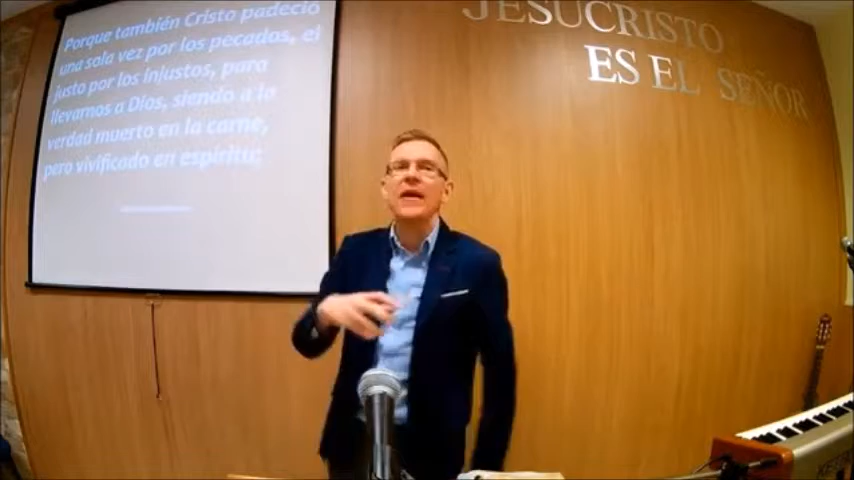 Porque también Cristo padeció
una sola vez por los pecados, el
justo por los injustos, para
llevarnos a Dios, siendo a la
verdad muerto en la carne,
pero vivificado en espíritu;
JESUCRISTO
ES EL SEÑOR